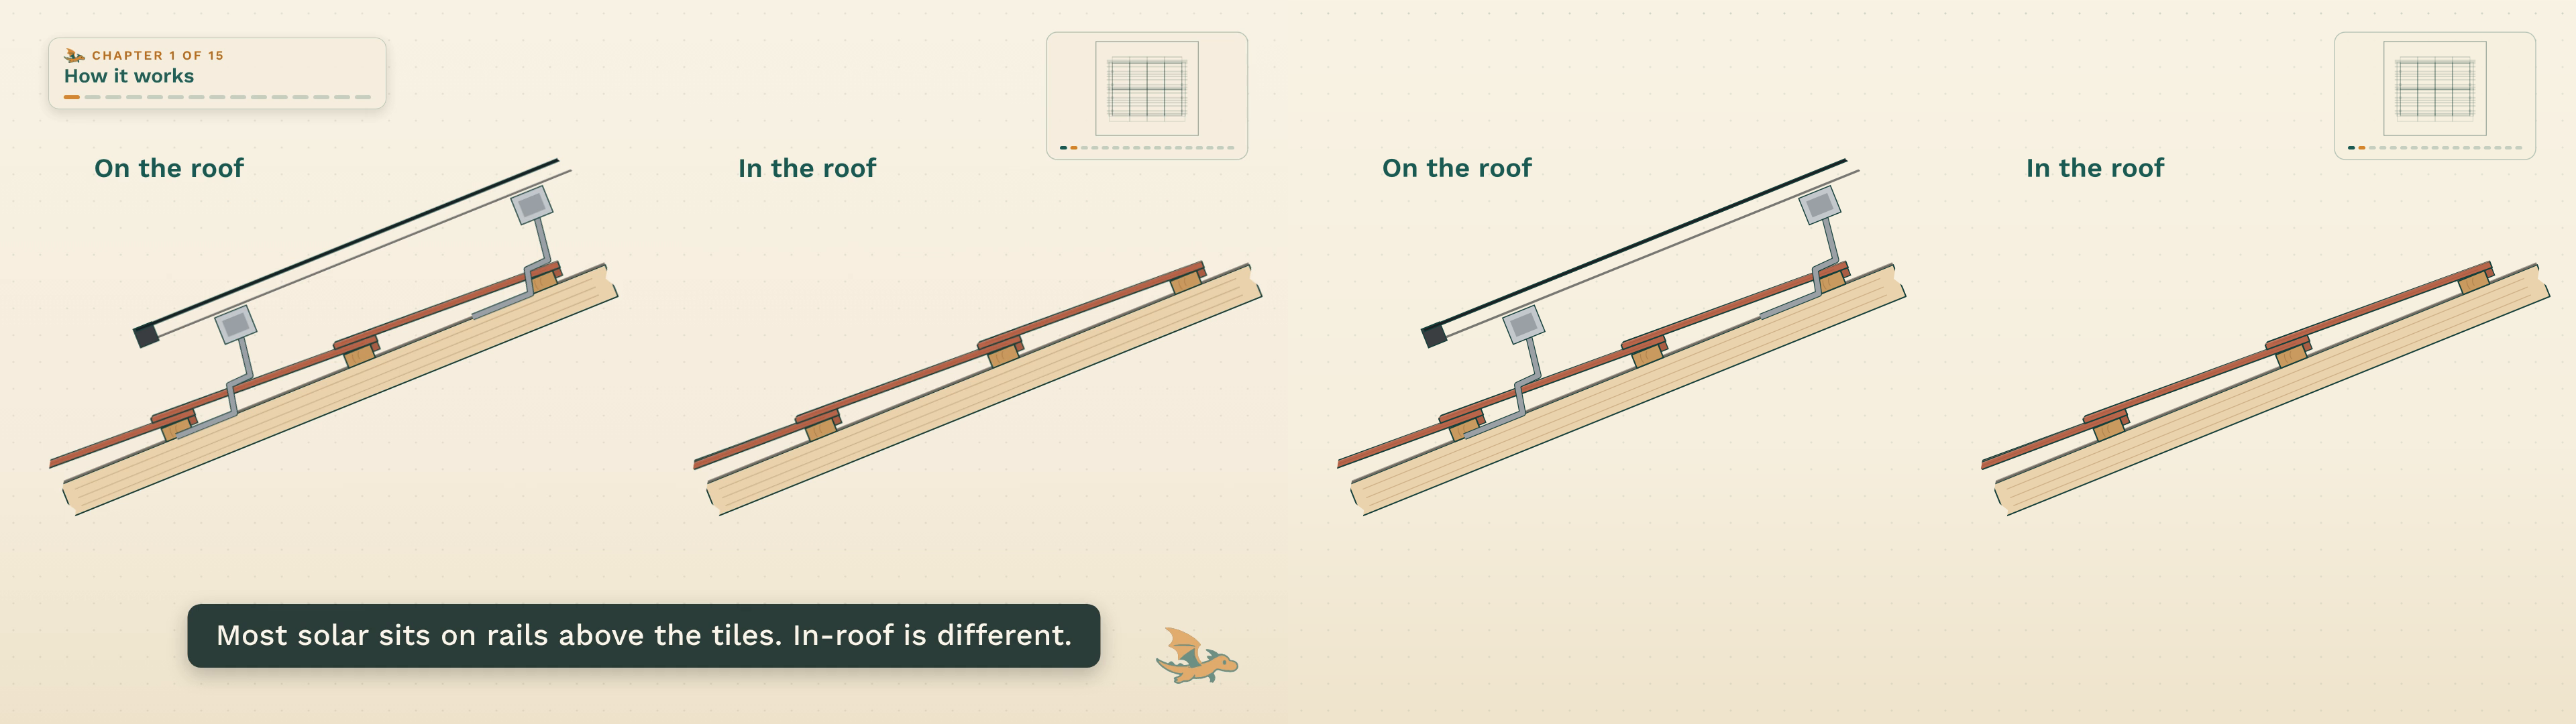 CHAPTER 1 OF 15
How it works
On the roof
In the roof
On the roof
In the roof
Most solar sits on rails above the tiles. In-roof is different.